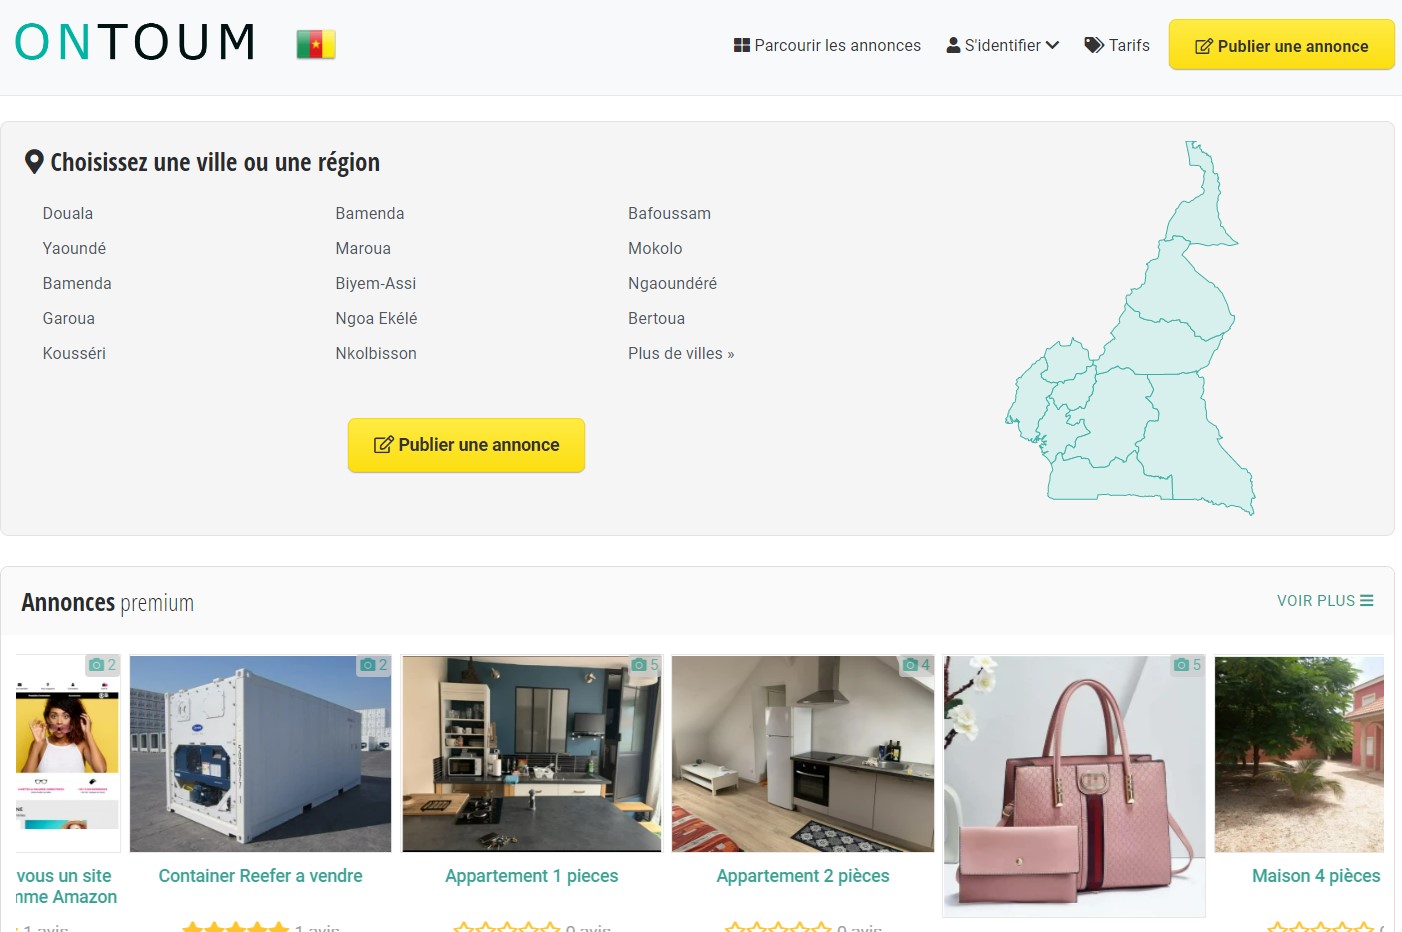 ONTOUM
Parcourir les annonces
S'identifier
Tarifs
Publier une annonce
Choisissez une ville ou une région
Douala
Bamenda
Bafoussam
Yaoundé
Maroua
Mokolo
Bamenda
Biyem-Assi
Ngaoundéré
Garoua
Ngoa Ekélé
Bertoua
Kousséri
Nkolbisson
Plus de villes »
Publier une annonce
Annonces premium
VOIR PLUS
2
2
5
4
5
vous un site
mme Amazon
Container Reefer a vendre
Appartement 1 pieces
Appartement 2 pièces
Maison 4 pièces
1 avis
1 avis
0 avis
0 avis